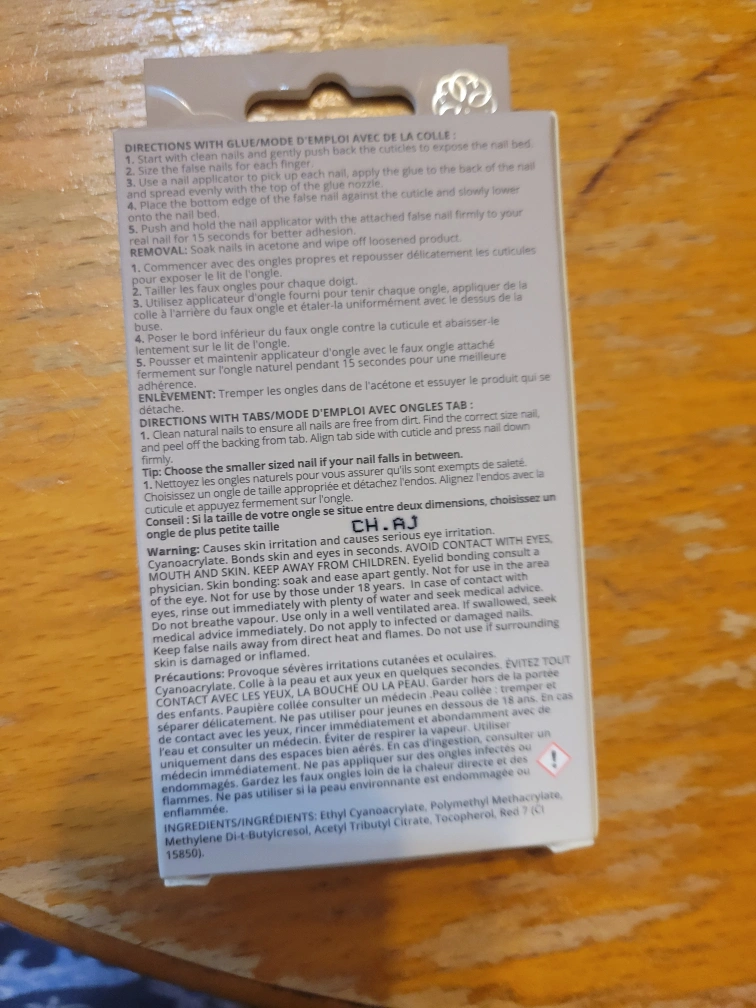 DIRECTIONS WITH GLUE/MODE D'EMPLOI AVEC DE LA COLLE :
1. Start with clean nails and gently push back the cuticles to expose the nail bed.
2. Size the false nails for each finger.
3. Use a nail applicator to pick up each nail, apply the glue to the back of the nail
and spread evenly with the top of the glue nozzle.
4. Place the bottom edge of the false nail against the cuticle and slowly lower
onto the nail bed.
5. Push and hold the nail applicator with the attached false nail firmly to your
real nail for 15 seconds for better adhesion.
REMOVAL: Soak nails in acetone and wipe off loosened product.
1. Commencer avec des ongles propres et repousser délicatement les cuticules
pour exposer le lit de l'ongle.
2. Tailler les faux ongles pour chaque doigt.
3. Utilisez applicateur d'ongle fourni pour tenir chaque ongle, appliquer de la
colle à l'arrière du faux ongle et étaler-la uniformément avec le dessus de la
buse.
4. Poser le bord inférieur du faux ongle contre la cuticule et abaisser-le
lentement sur le lit de l'ongle.
5. Pousser et maintenir applicateur d'ongle avec le faux ongle attaché
fermement sur l'ongle naturel pendant 15 secondes pour une meilleure
adhérence.
ENLÈVEMENT: Tremper les ongles dans de l'acétone et essuyer le produit qui se
détache.
DIRECTIONS WITH TABS/MODE D'EMPLOI AVEC ONGLES TAB :
1. Clean natural nails to ensure all nails are free from dirt. Find the correct size nail,
and peel off the backing from tab. Align tab side with cuticle and press nail down
firmly.
Tip: Choose the smaller sized nail if your nail falls in between.
1. Nettoyez les ongles naturels pour vous assurer qu'ils sont exempts de saleté.
Choisissez un ongle de taille appropriée et détachez l'endos. Alignez l'endos avec la
cuticule et appuyez fermement sur l'ongle.
Conseil : Si la taille de votre ongle se situe entre deux dimensions, choisissez un
ongle de plus petite taille
CH.AJ
Warning: Causes skin irritation and causes serious eye irritation.
Cyanoacrylate. Bonds skin and eyes in seconds. AVOID CONTACT WITH EYES,
MOUTH AND SKIN. KEEP AWAY FROM CHILDREN. Eyelid bonding consult a
physician. Skin bonding: soak and ease apart gently. Not for use in the area
of the eye. Not for use by those under 18 years. In case of contact with
eyes, rinse out immediately with plenty of water and seek medical advice.
Do not breathe vapour. Use only in a well ventilated area. If swallowed, seek
medical advice immediately. Do not apply to infected or damaged nails.
Keep false nails away from direct heat and flames. Do not use if surrounding
skin is damaged or inflamed.
Précautions: Provoque sévères irritations cutanées et oculaires.
Cyanoacrylate. Colle à la peau et aux yeux en quelques secondes. ÉVITEZ TOUT
CONTACT AVEC LES YEUX, LA BOUCHE OU LA PEAU. Garder hors de la portée
des enfants. Paupière collée consulter un médecin .Peau collée : tremper et
séparer délicatement. Ne pas utiliser pour jeunes en dessous de 18 ans. En cas
de contact avec les yeux, rincer immédiatement et abondamment avec de
l'eau et consulter un médecin. Éviter de respirer la vapeur. Utiliser
uniquement dans des espaces bien aérés. En cas d'ingestion, consulter un
médecin immédiatement. Ne pas appliquer sur des ongles infectés ou
endommagés. Gardez les faux ongles loin de la chaleur directe et des
flammes. Ne pas utiliser si la peau environnante est endommagée ou
enflammée.
INGREDIENTS/INGRÉDIENTS: Ethyl Cyanoacrylate, Polymethyl Methacrylate,
Methylene Di-t-Butylcresol, Acetyl Tributyl Citrate, Tocopherol, Red 7 (CI
15850).